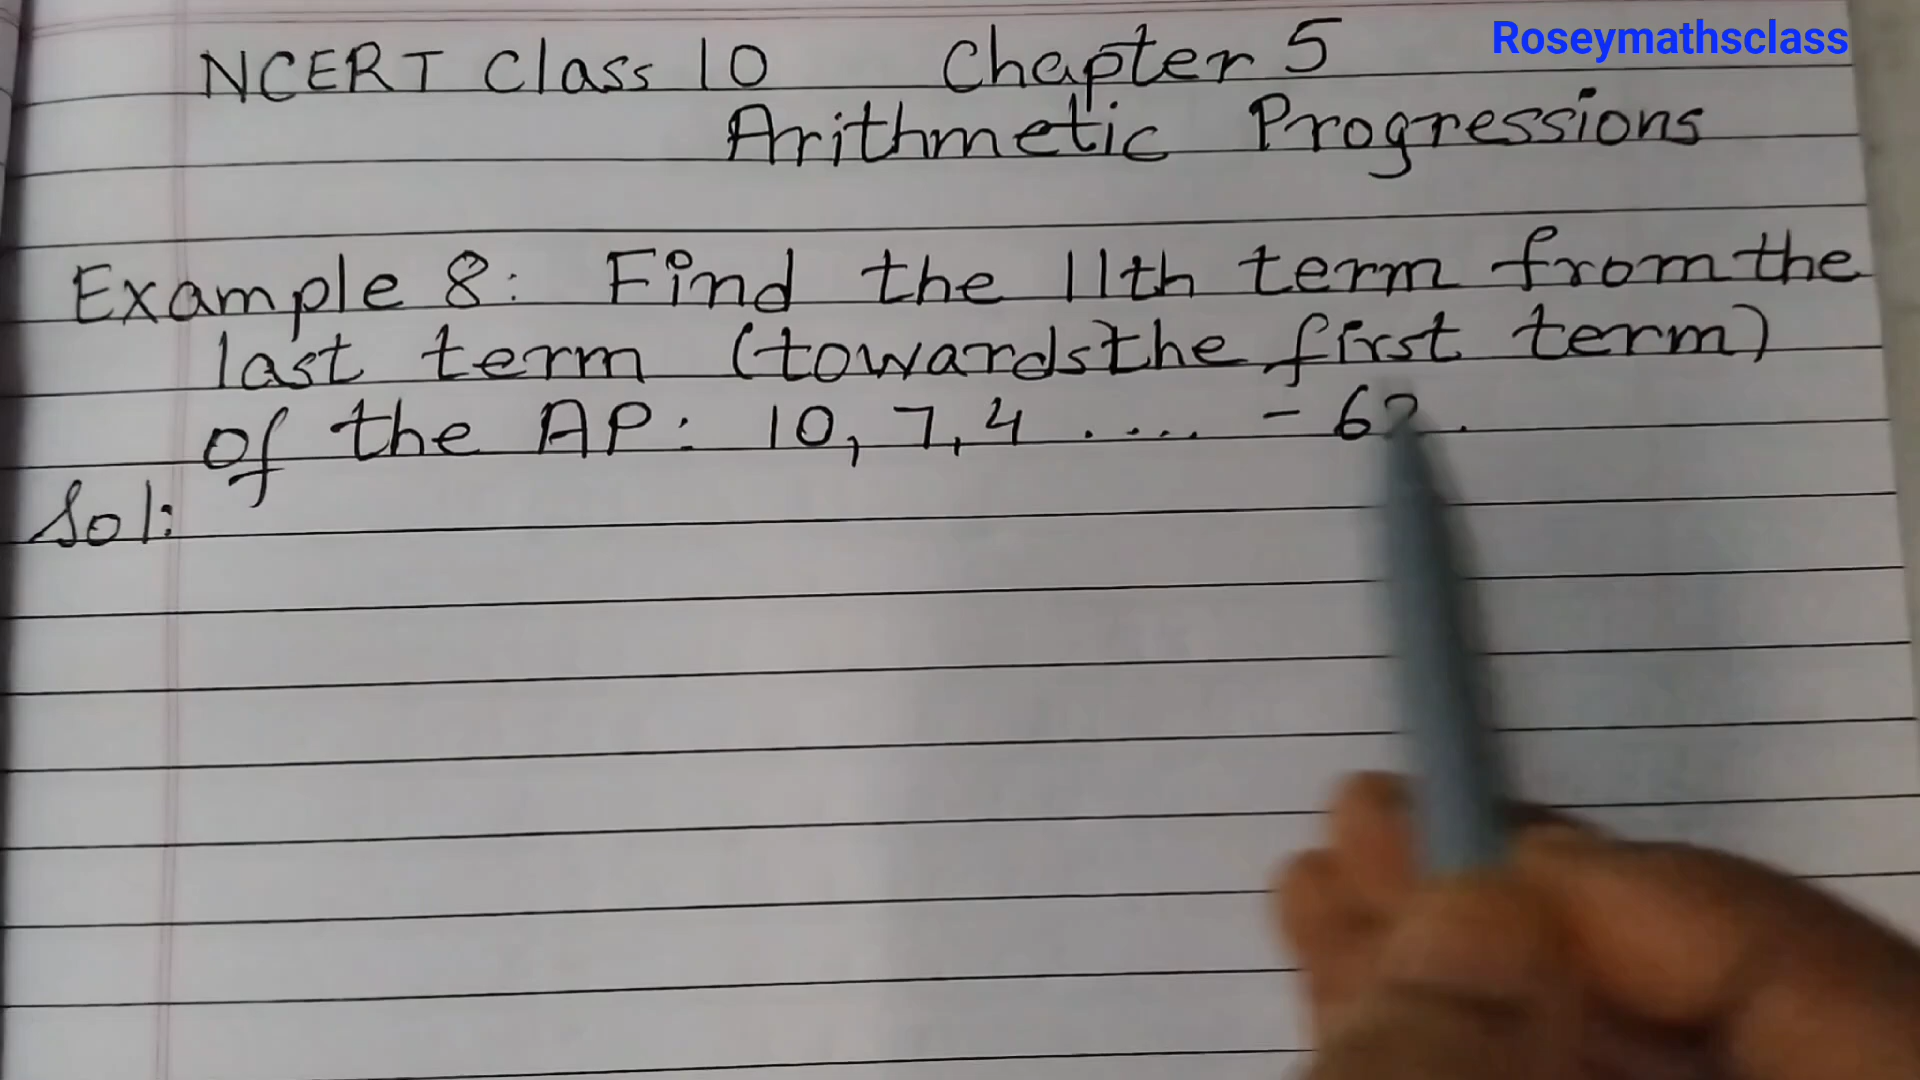 Roseymathsclass
NCERT Class 10 Chapter 5
Arithmetic Progressions
Example 8: Find the 11th term from the
last term (towards the first term)
of the AP: 10, 7, 4 .... - 62.
Sol: